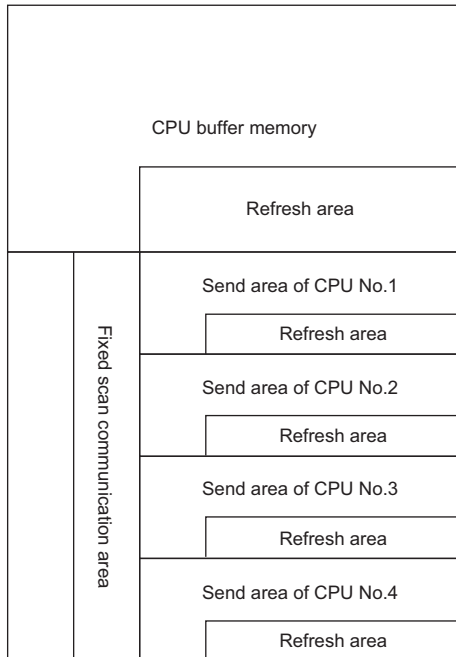 CPU buffer memory
Refresh area
Fixed scan communication area
Send area of CPU No.1
Refresh area
Send area of CPU No.2
Refresh area
Send area of CPU No.3
Refresh area
Send area of CPU No.4
Refresh area